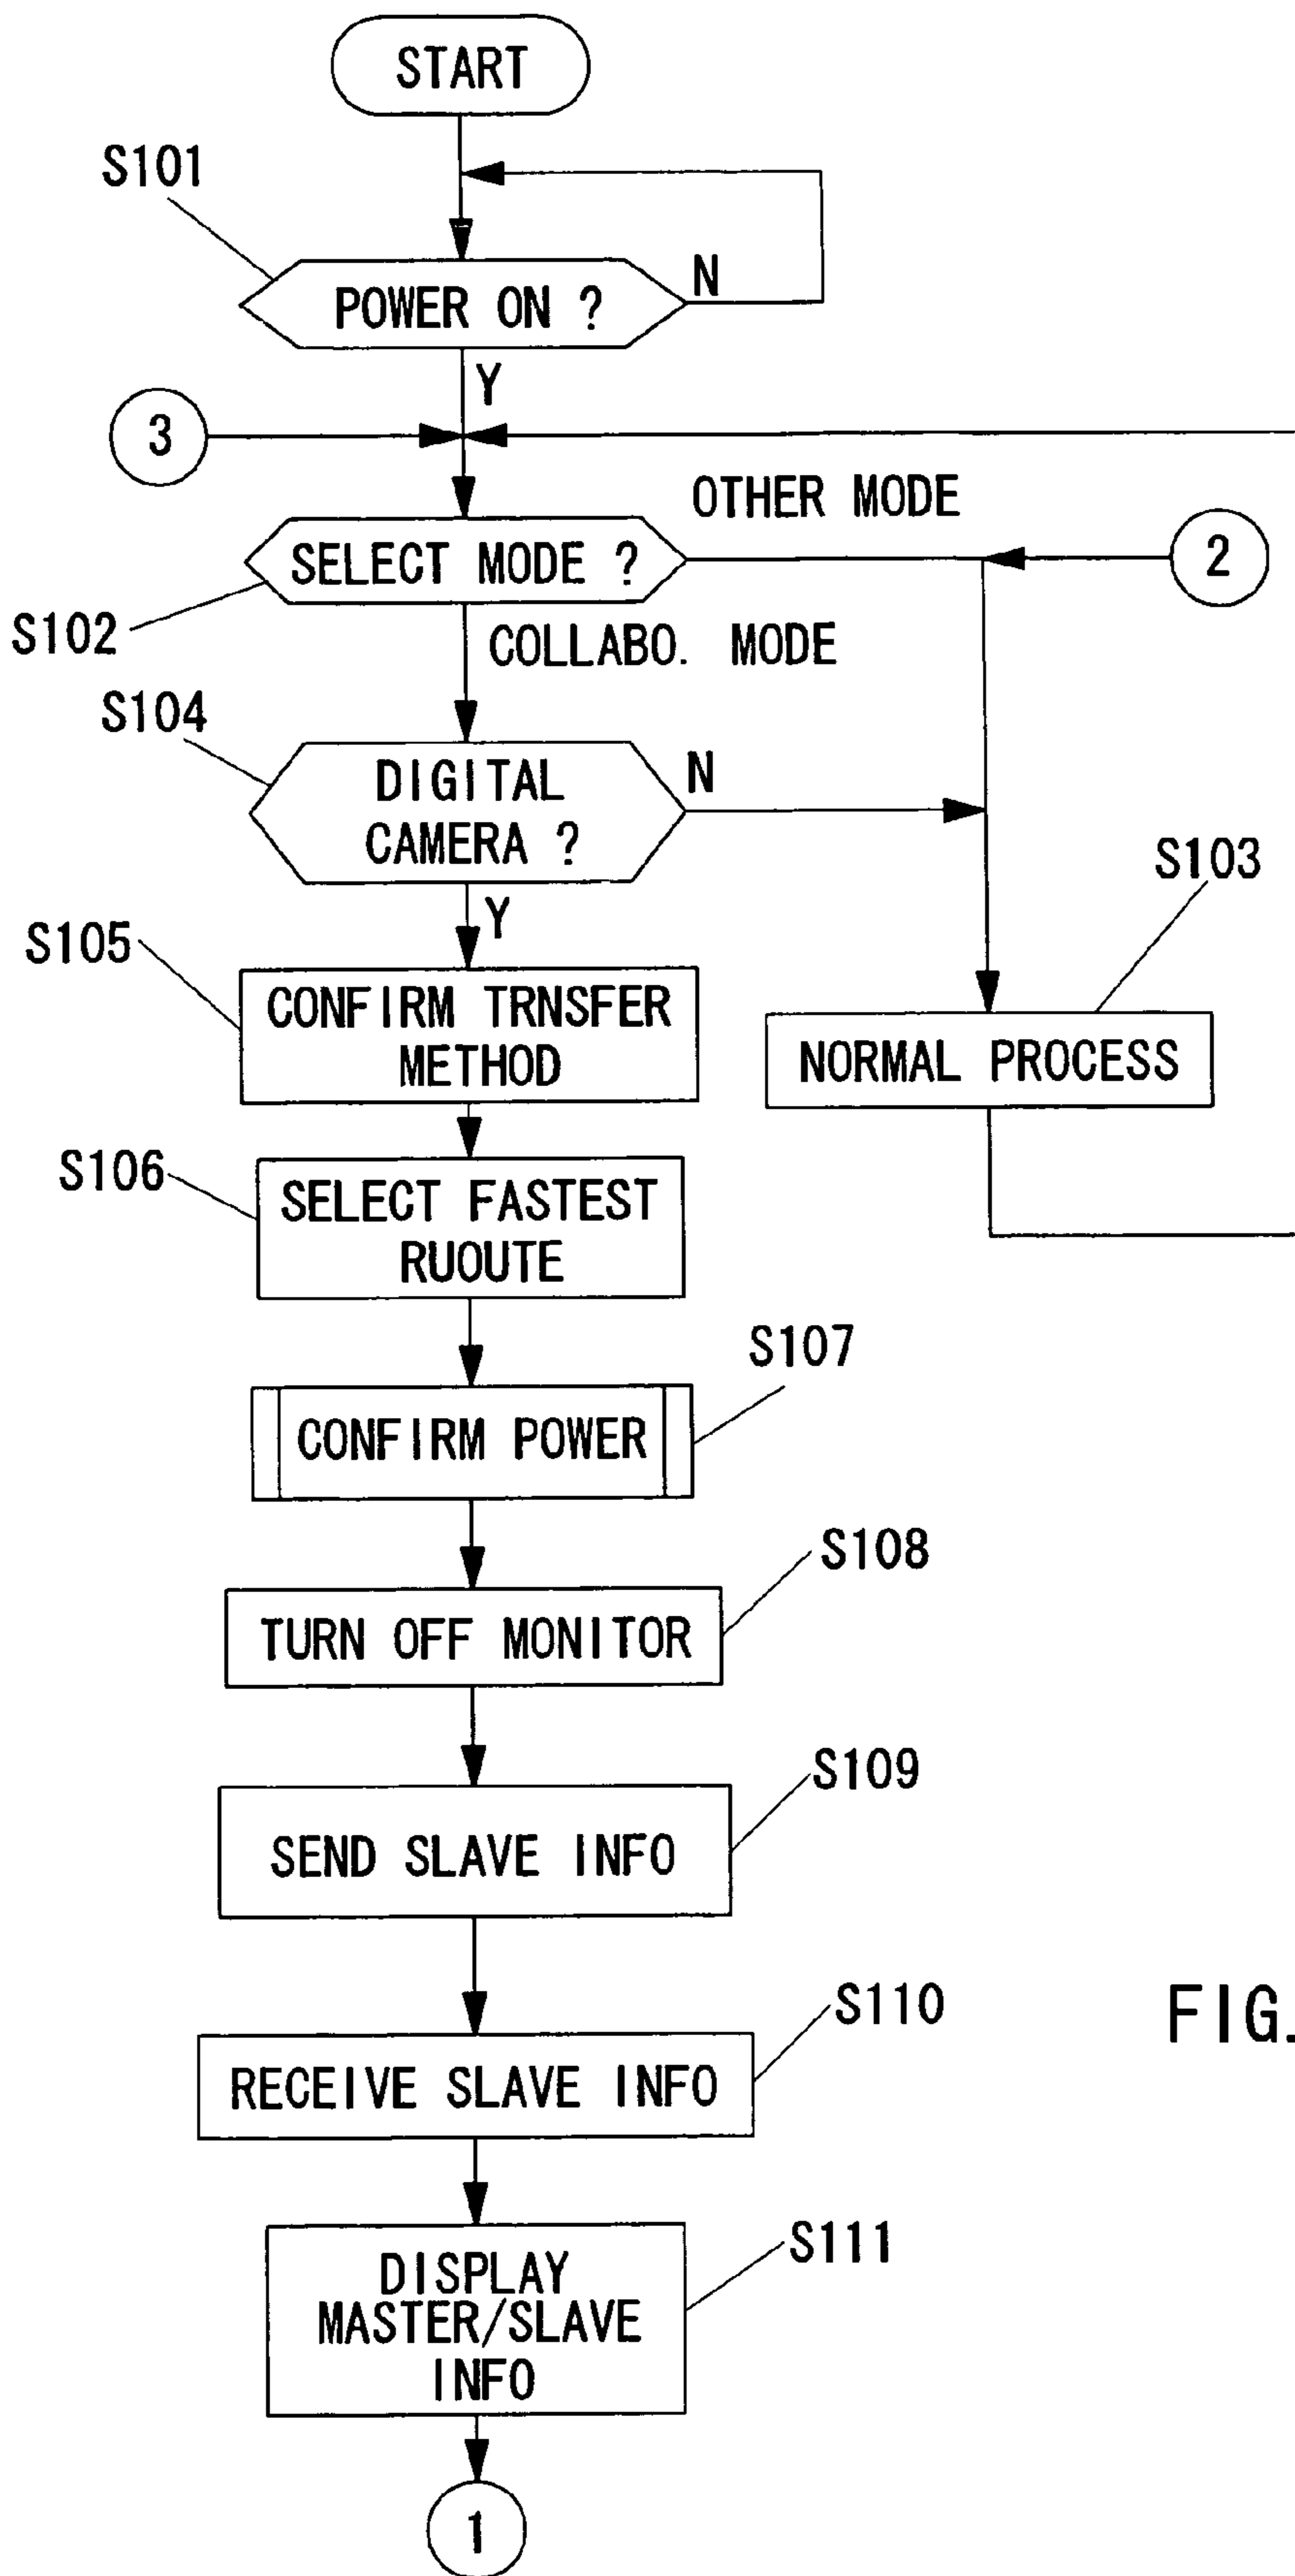 START
S101
POWER ON ?
N
Y
3
OTHER MODE
SELECT MODE ?
2
S102
COLLABO. MODE
S104
DIGITAL
CAMERA ?
N
S103
Y
S105
CONFIRM TRNSFER
METHOD
NORMAL PROCESS
S106
SELECT FASTEST
RUOUTE
S107
CONFIRM POWER
S108
TURN OFF MONITOR
S109
SEND SLAVE INFO
S110
FIG.
RECEIVE SLAVE INFO
S111
DISPLAY
MASTER/SLAVE
INFO
1